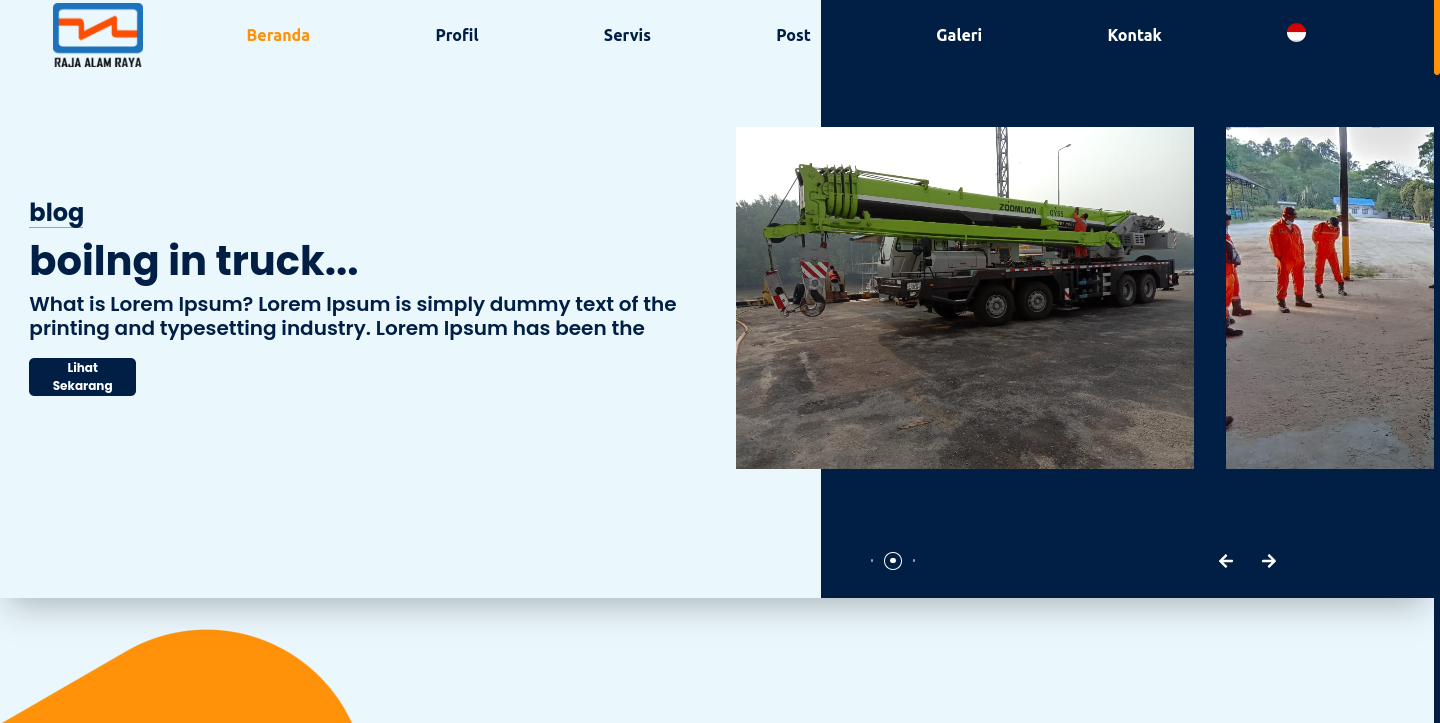 RAJA ALAM RAYA
Beranda
Profil
Servis
Post
Galeri
Kontak
blog
boilng in truck...
What is Lorem Ipsum? Lorem Ipsum is simply dummy text of the
printing and typesetting industry. Lorem Ipsum has been the
Lihat
Sekarang
ZOOMLION